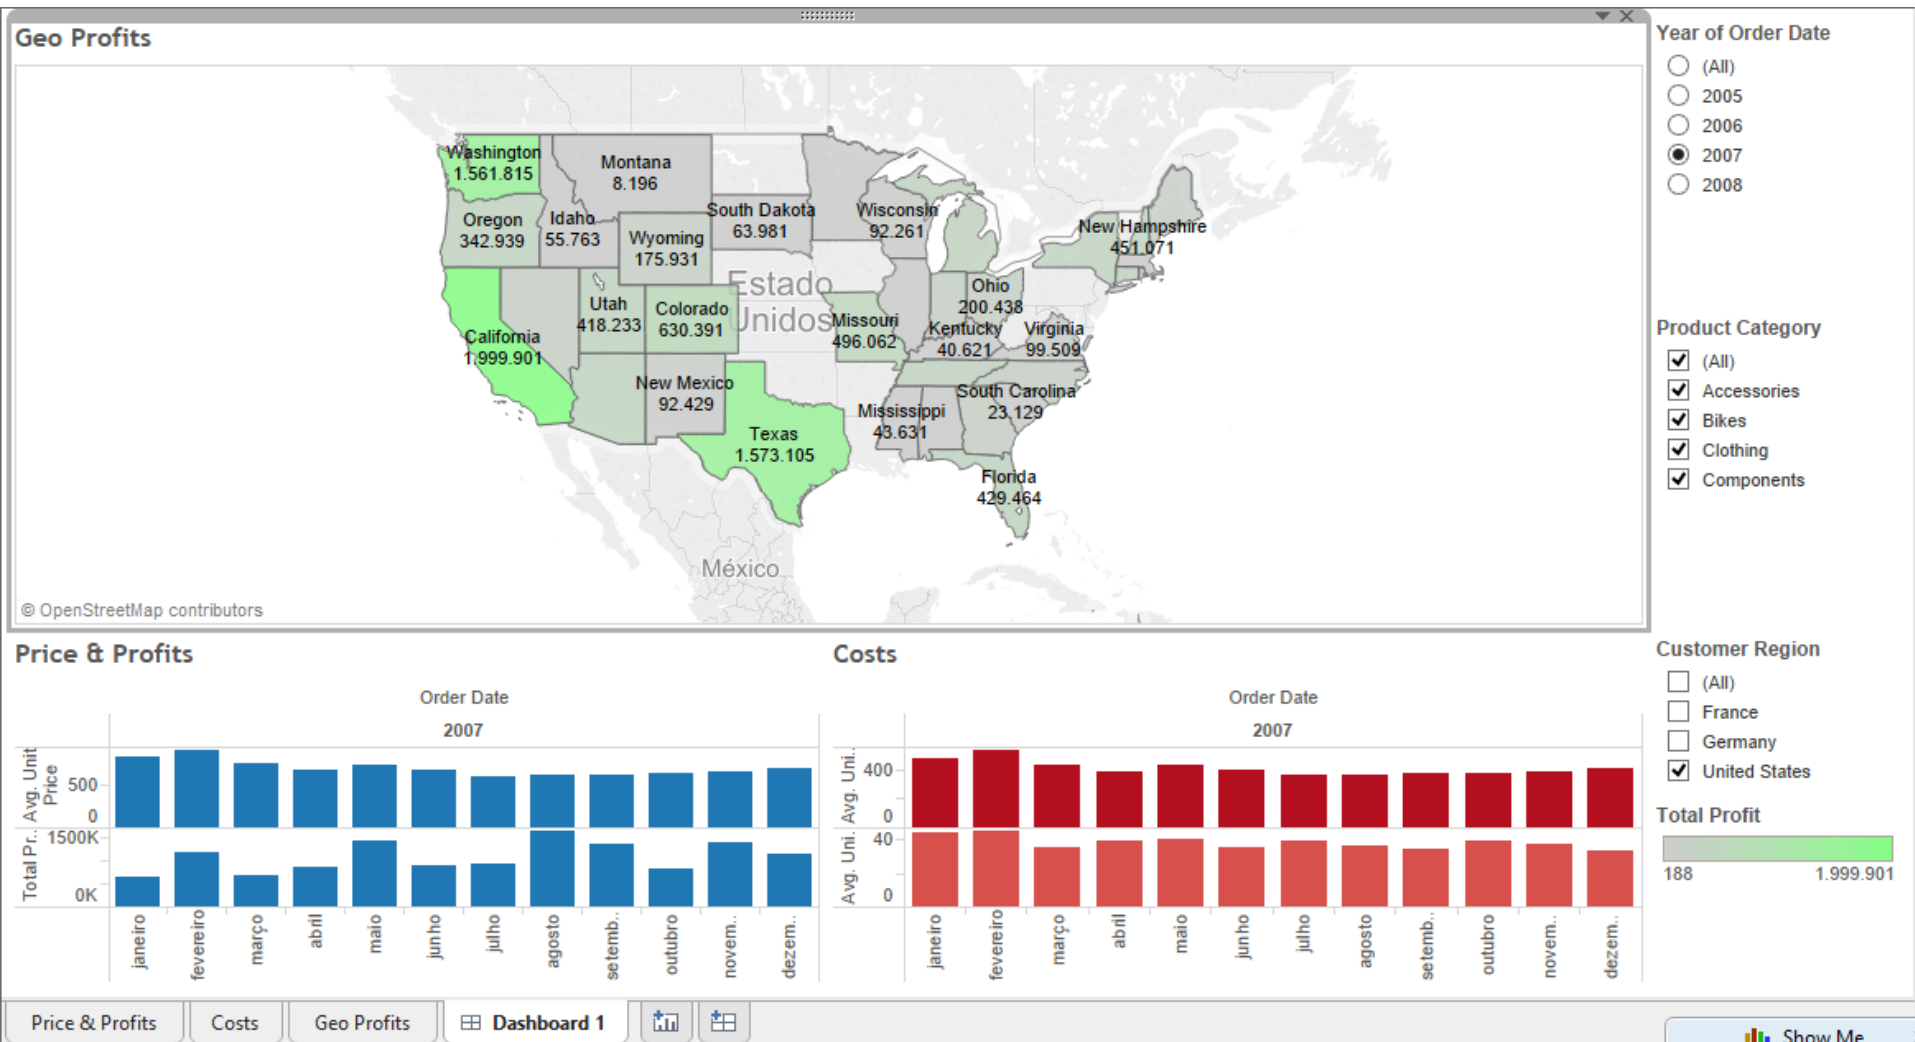 Geo Profits
Washington
1.561.815
Montana
8.196
Oregon
342.939
Idaho
55.763
Wyoming
175.931
South Dakota
63.981
Wisconsin
92.261
New Hampshire
451.071
Estado
Unidos
Utah
418.233
Colorado
630.391
Missouri
496.062
Ohio
200.438
Kentucky
40.621
Virginia
99.509
California
1.999.901
New Mexico
92.429
South Carolina
23.129
Mississippi
43.631
Texas
1.573.105
Florida
429.464
México
© OpenStreetMap contributors
Year of Order Date
(All)
2005
2006
2007
2008
Product Category
(All)
Accessories
Bikes
Clothing
Components
Customer Region
(All)
France
Germany
United States
Total Profit
188
1.999.901
Price & Profits
Order Date
2007
Avg. Unit
Price
500
0
Total Pr..
1500K
0K
janeiro
fevereiro
março
abril
maio
junho
julho
agosto
setemb..
outubro
novem..
dezem..
Costs
Order Date
2007
Avg. Uni..
400
0
Avg. Uni..
40
0
janeiro
fevereiro
março
abril
maio
junho
julho
agosto
setemb..
outubro
novem..
dezem..
Price & Profits
Costs
Geo Profits
Dashboard 1
Show Me